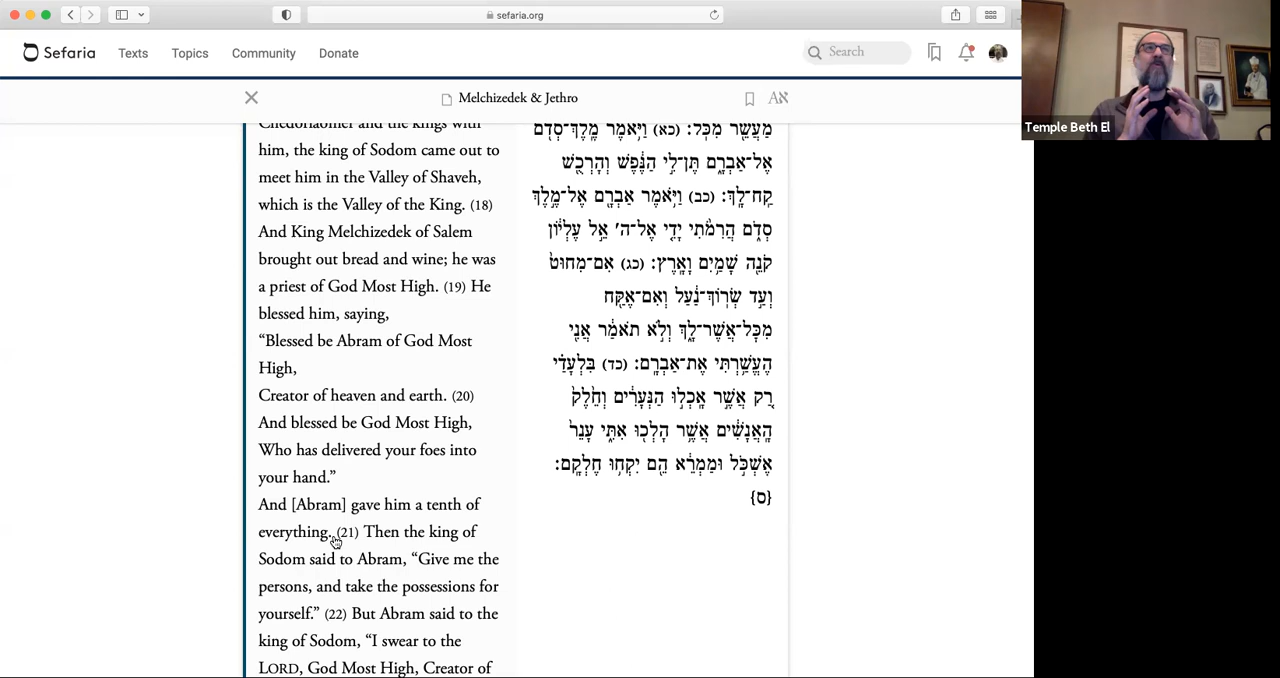 sefaria.org
Sefaria
Texts
Topics
Community
Donate
Search
Melchizedek & Jethro
Aא
Temple Beth El
Chedorlaomer and the kings with
him, the king of Sodom came out to
meet him in the Valley of Shaveh,
which is the Valley of the King. (18)
And King Melchizedek of Salem
brought out bread and wine; he was
a priest of God Most High. (19) He
blessed him, saying,
“Blessed be Abram of God Most
High,
Creator of heaven and earth. (20)
And blessed be God Most High,
Who has delivered your foes into
your hand.”
And [Abram] gave him a tenth of
everything. (21) Then the king of
Sodom said to Abram, “Give me the
persons, and take the possessions for
yourself.” (22) But Abram said to the
king of Sodom, “I swear to the
LORD, God Most High, Creator of
מַעֲשֵׂ֖ר מִכֹּֽל׃ (כא) וַיֹּ֥אמֶר מֶֽלֶךְ־סְדֹ֖ם
אֶל־אַבְרָ֑ם תֶּן־לִ֣י הַנֶּ֔פֶשׁ וְהָרְכֻ֖שׁ
קַֽח־לָֽךְ׃ (כב) וַיֹּ֥אמֶר אַבְרָ֖ם אֶל־מֶ֣לֶךְ
סְדֹ֑ם הֲרִמֹ֨תִי יָדִ֤י אֶל־ה׳ אֵ֣ל עֶלְי֔וֹן
קֹנֵ֖ה שָׁמַ֥יִם וָאָֽרֶץ׃ (כג) אִם־מִחוּט֙
וְעַ֣ד שְׂרֽוֹךְ־נַ֔עַל וְאִם־אֶקַּ֖ח
מִכׇּל־אֲשֶׁר־לָ֑ךְ וְלֹ֣א תֹאמַ֔ר אֲנִ֖י
הֶעֱשַׁ֥רְתִּי אֶת־אַבְרָֽם׃ (כד) בִּלְעָדַ֗י
רַ֚ק אֲשֶׁ֣ר אָֽכְל֣וּ הַנְּעָרִ֔ים וְחֵ֙לֶק֙
הָֽאֲנָשִׁ֔ים אֲשֶׁ֥ר הָלְכ֖וּ אִתִּ֑י עָנֵר֙
אֶשְׁכֹּ֣ל וּמַמְרֵ֔א הֵ֖ם יִקְח֥וּ חֶלְקָֽם׃
{ס}